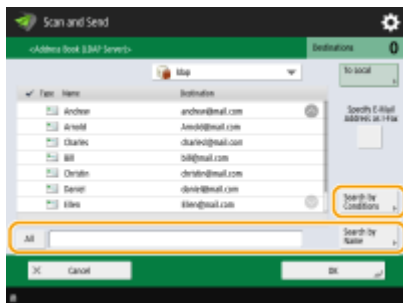 Scan and Send
<Address Book (LDAP Server)>
Destinations 0
Map
To Local
✓ Type Name Destination
Andrew andrew@mail.com
Arnold Arnold@mail.com
Charles charles@mail.com
Bill bill@mail.com
Christin christin@mail.com
Daniel daniel@mail.com
Ellen Ellen@mail.com
Specify E-Mail
Address as I-Fax
Search by
Conditions
All
Search by
Name
Cancel
OK